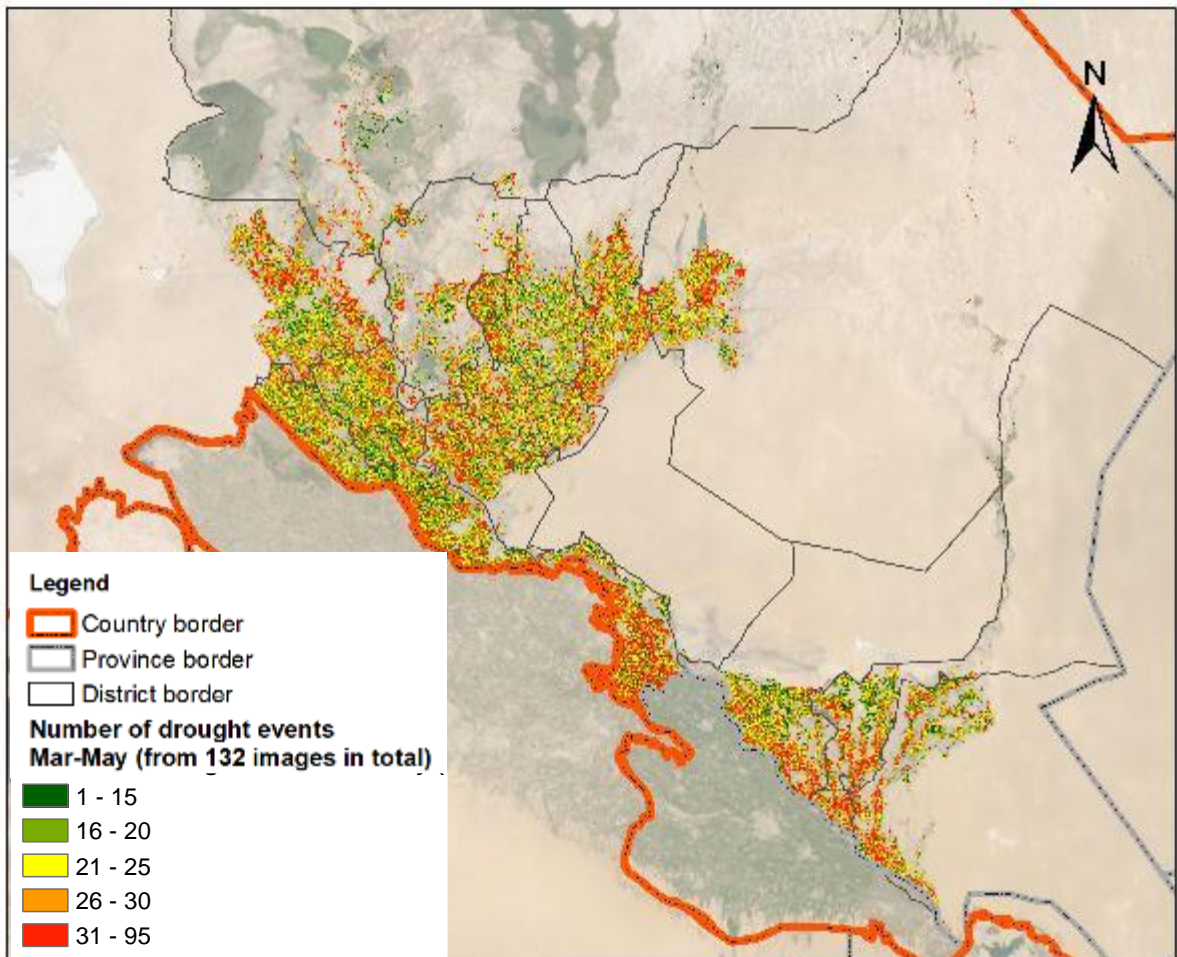 N
Legend
Country border
Province border
District border
Number of drought events
Mar-May (from 132 images in total)
1 - 15
16 - 20
21 - 25
26 - 30
31 - 95